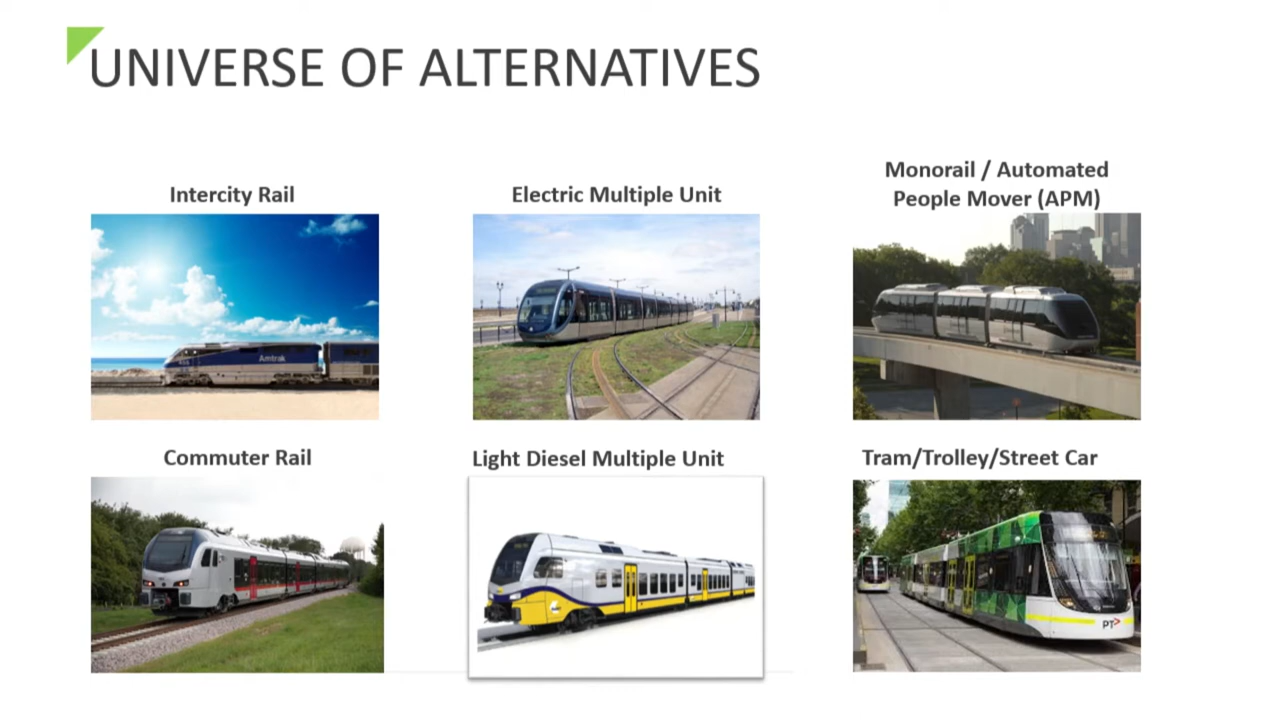 UNIVERSE OF ALTERNATIVES
Intercity Rail
Electric Multiple Unit
Monorail / Automated
People Mover (APM)
Amtrak
Commuter Rail
Light Diesel Multiple Unit
Tram/Trolley/Street Car
PT>